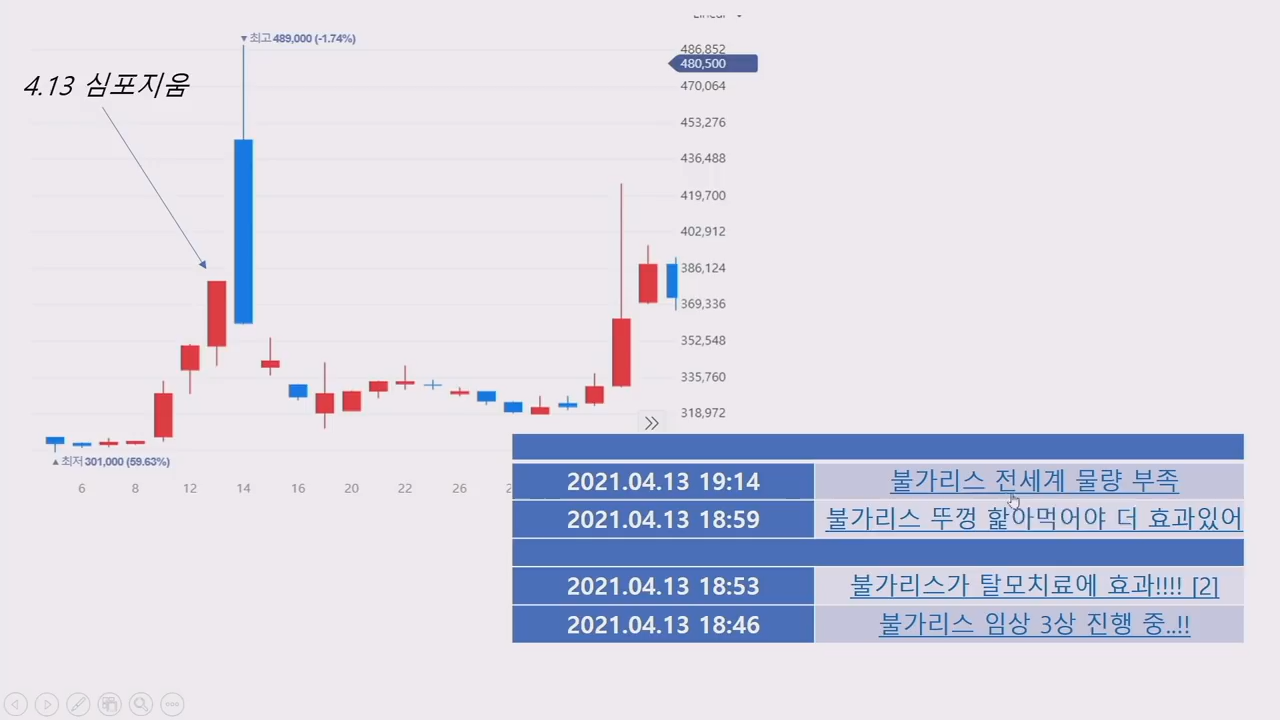 최고 489,000 (-1.74%)
486,852
480,500
4.13 심포지움
470,064
453,276
436,488
419,700
402,912
386,124
369,336
352,548
335,760
318,972
최저 301,000 (59.63%)
6 8 10 12 14 16 18 20 22 24 26
2021.04.13 19:14 불가리스 전세계 물량 부족
2021.04.13 18:59 불가리스 뚜껑 핥아먹어야 더 효과있어
2021.04.13 18:53 불가리스가 탈모치료에 효과!!!! [2]
2021.04.13 18:46 불가리스 임상 3상 진행 중..!!